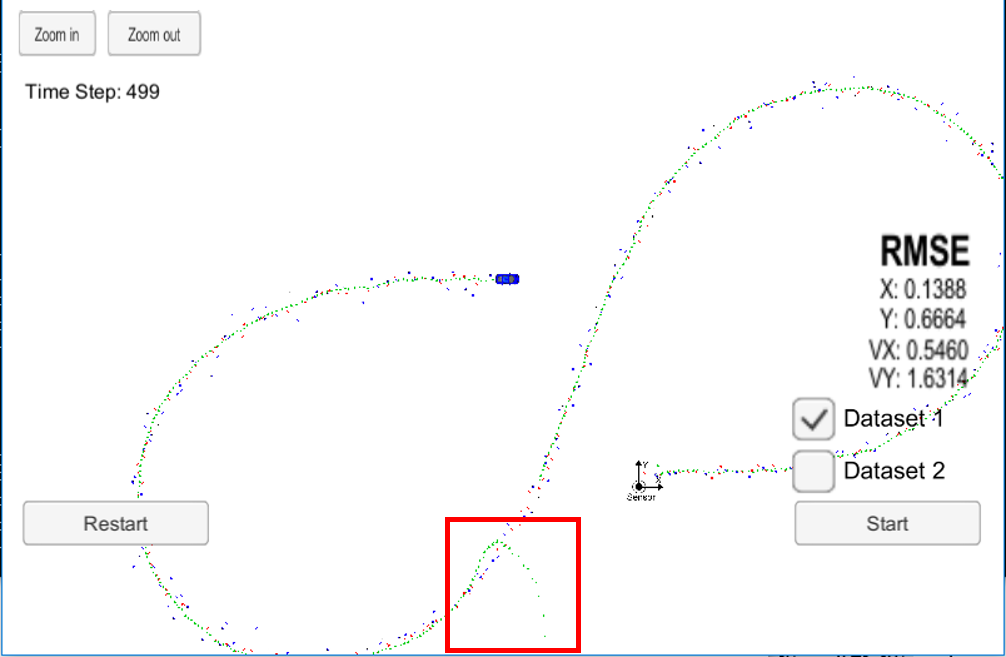 Zoom in
Zoom out
Time Step: 499
RMSE
X: 0.1388
Y: 0.6664
VX: 0.5460
VY: 1.6314
Dataset 1
Y
X
Sensor
Dataset 2
Restart
Start